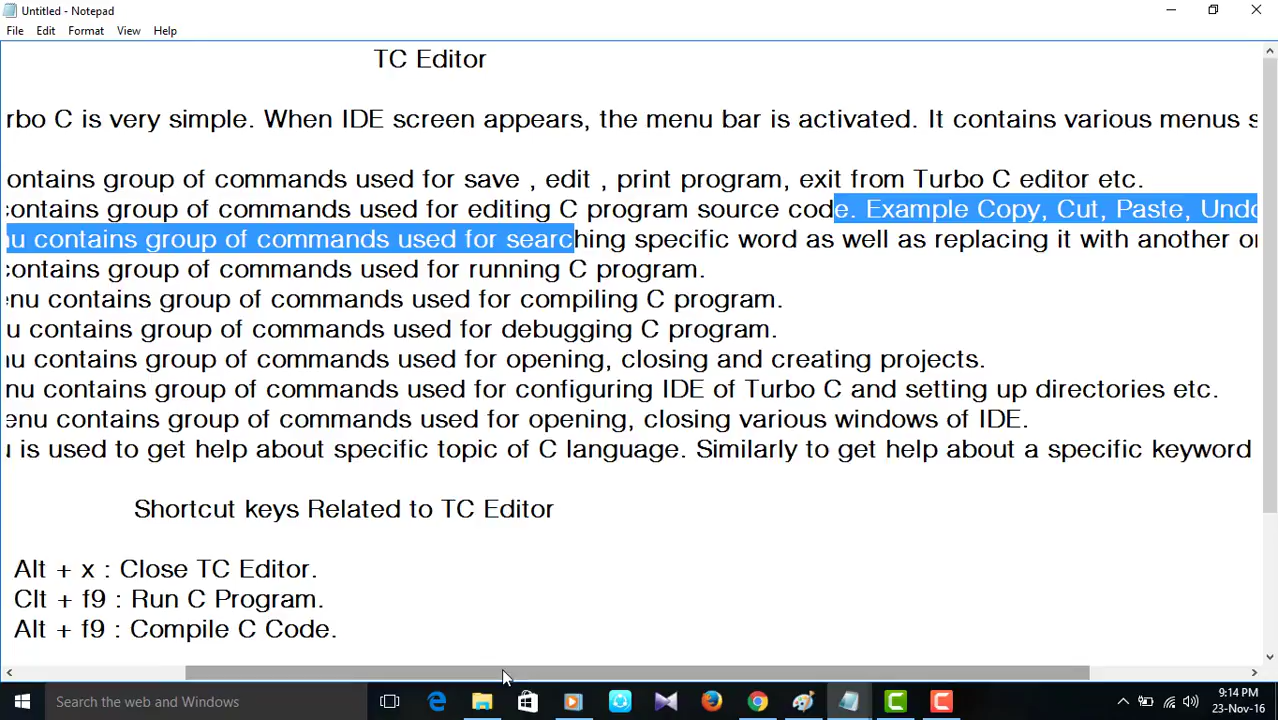 Untitled - Notepad
File Edit Format View Help
TC Editor
rbo C is very simple. When IDE screen appears, the menu bar is activated. It contains various menus s
ontains group of commands used for save , edit , print program, exit from Turbo C editor etc.
contains group of commands used for editing C program source code. Example Copy, Cut, Paste, Undo
nu contains group of commands used for searching specific word as well as replacing it with another or
contains group of commands used for running C program.
enu contains group of commands used for compiling C program.
u contains group of commands used for debugging C program.
nu contains group of commands used for opening, closing and creating projects.
nu contains group of commands used for configuring IDE of Turbo C and setting up directories etc.
enu contains group of commands used for opening, closing various windows of IDE.
u is used to get help about specific topic of C language. Similarly to get help about a specific keyword
Shortcut keys Related to TC Editor
Alt + x : Close TC Editor.
Clt + f9 : Run C Program.
Alt + f9 : Compile C Code.
Search the web and Windows
9:14 PM
23-Nov-16